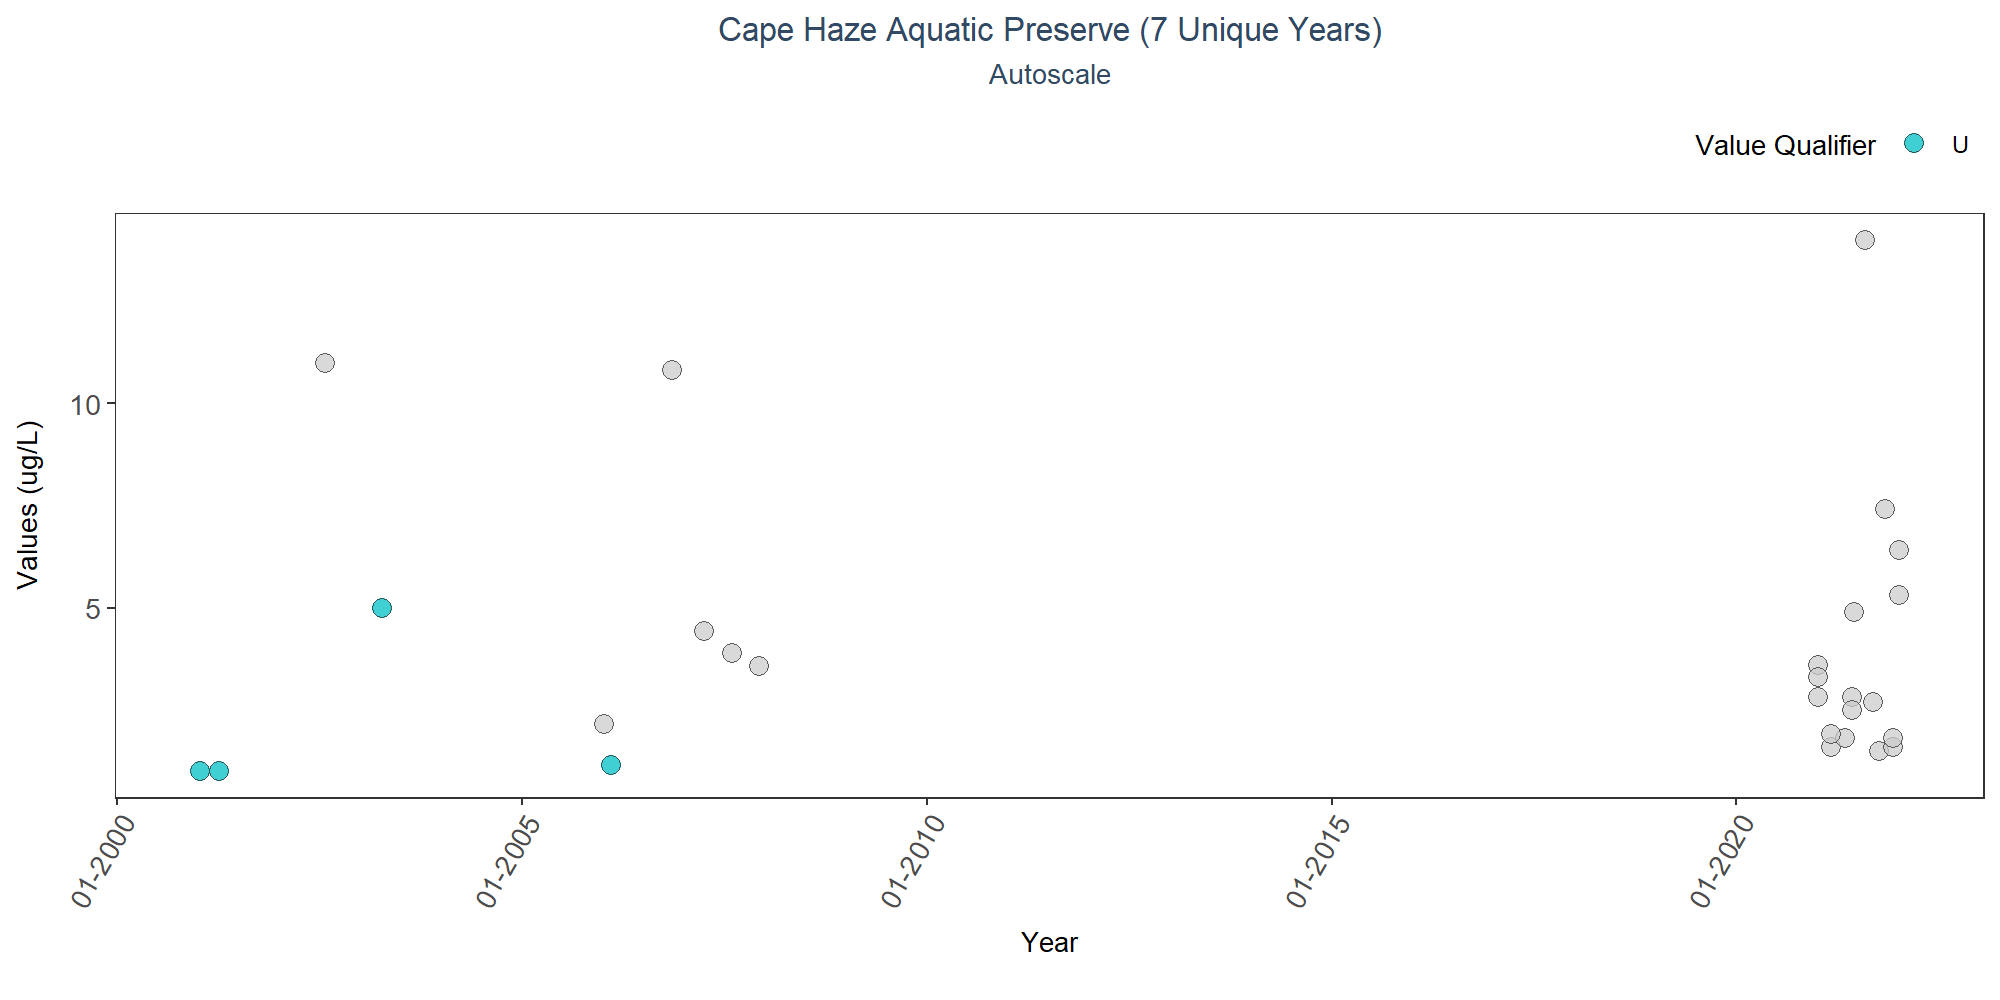 Cape Haze Aquatic Preserve (7 Unique Years)
Autoscale
Value Qualifier U
Values (ug/L)
10
5
01-2000
01-2005
01-2010
01-2015
01-2020
Year